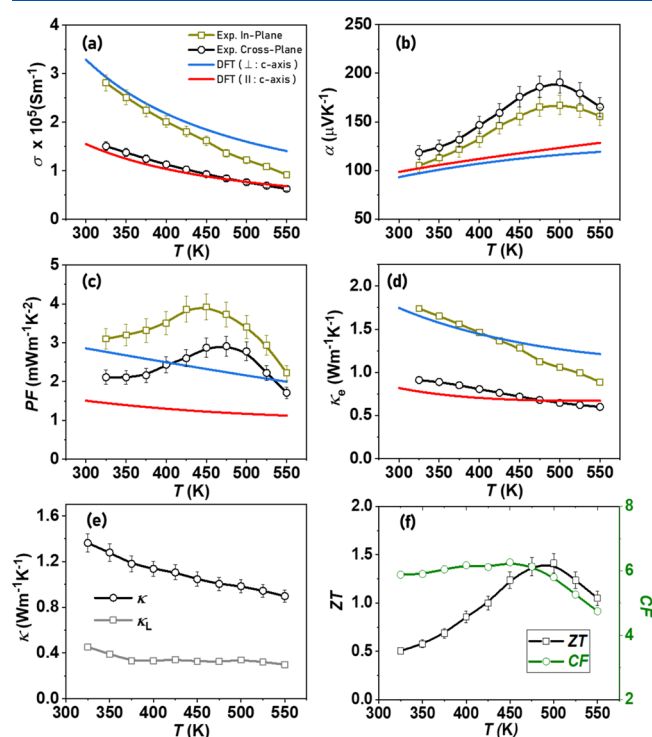 (a)
Exp. In-Plane
Exp. Cross-Plane
DFT ( ⊥ : c-axis )
DFT ( II : c-axis )
σ x 10⁵(Sm⁻¹)
4
3
2
1
0
300 350 400 450 500 550
T (K)
(b)
α (μVK⁻¹)
250
200
150
100
50
300 350 400 450 500 550
T (K)
(c)
PF (mWm⁻¹K⁻²)
5
4
3
2
1
0
300 350 400 450 500 550
T (K)
(d)
κe (Wm⁻¹K⁻¹)
2.0
1.5
1.0
0.5
0.0
300 350 400 450 500 550
T (K)
(e)
κ (Wm⁻¹K⁻¹)
1.6
1.2
0.8
0.4
0.0
κ
κL
300 350 400 450 500 550
T (K)
(f)
ZT
2.0
1.5
1.0
0.5
0.0
ZT
CF
8
6
4
2
CF
300 350 400 450 500 550
T (K)